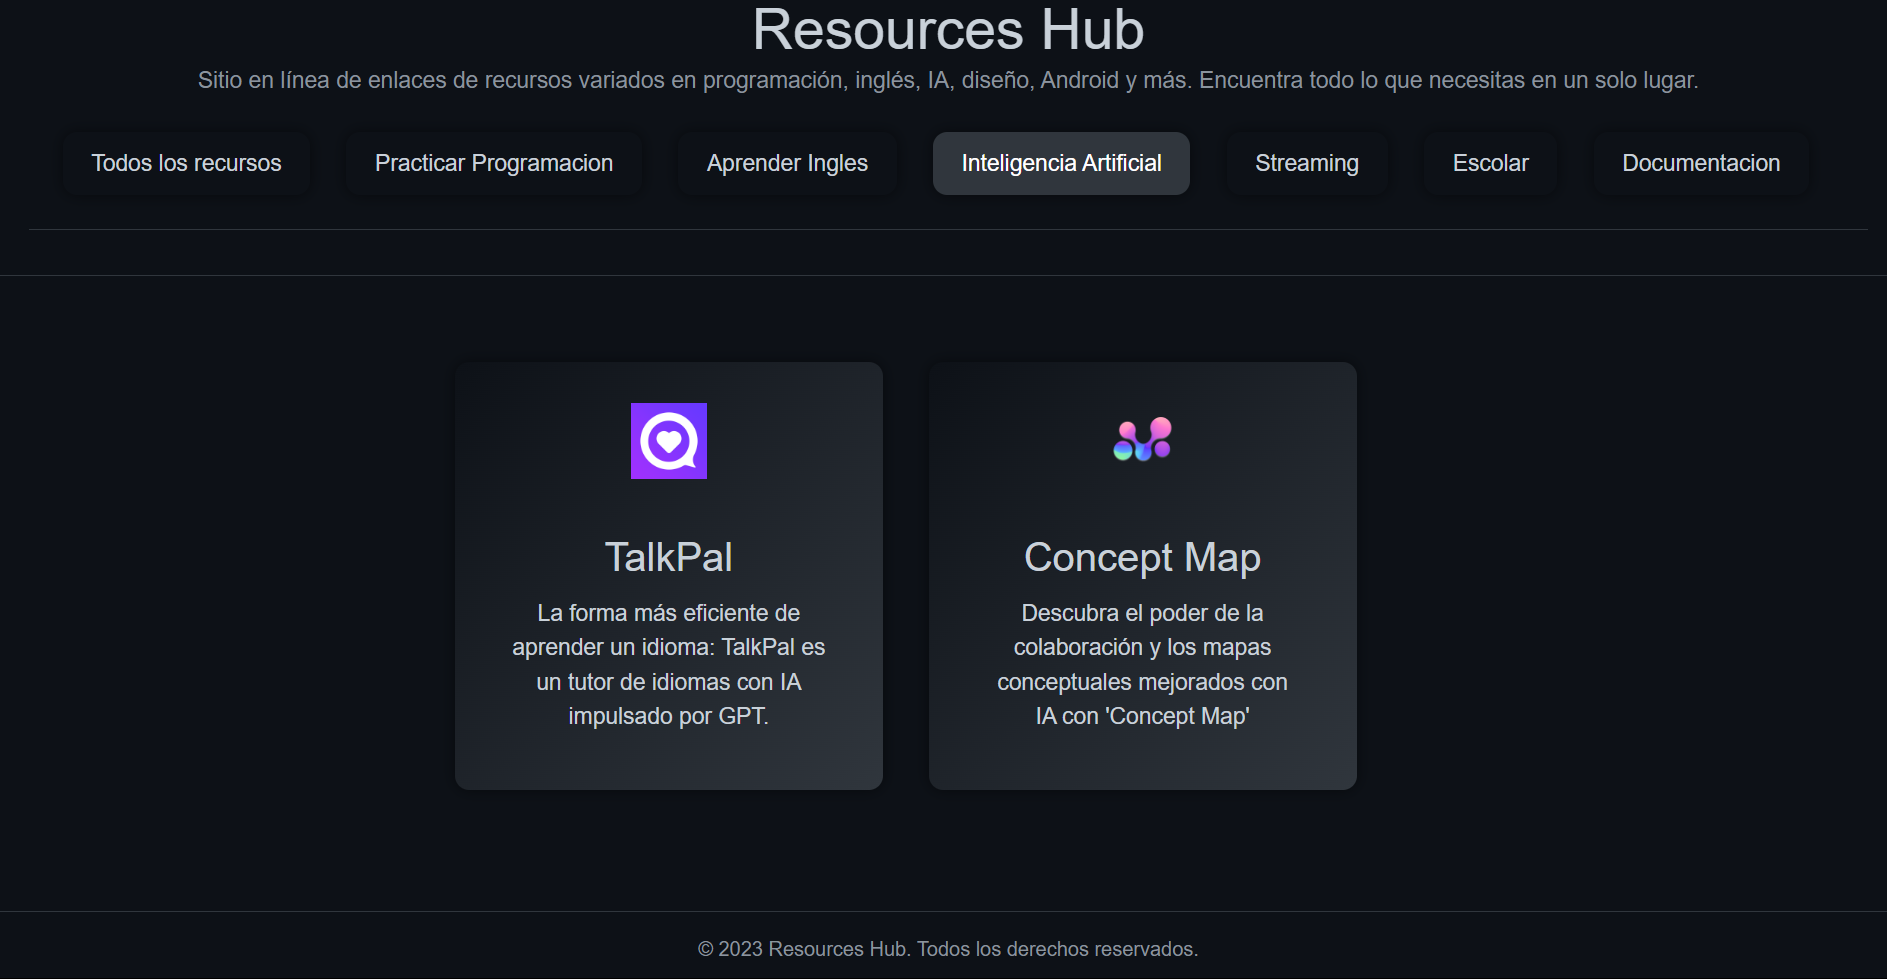 Resources Hub
Sitio en línea de enlaces de recursos variados en programación, inglés, IA, diseño, Android y más. Encuentra todo lo que necesitas en un solo lugar.
Todos los recursos
Practicar Programacion
Aprender Ingles
Inteligencia Artificial
Streaming
Escolar
Documentacion
TalkPal
La forma más eficiente de
aprender un idioma: TalkPal es
un tutor de idiomas con IA
impulsado por GPT.
Concept Map
Descubra el poder de la
colaboración y los mapas
conceptuales mejorados con
IA con 'Concept Map'
© 2023 Resources Hub. Todos los derechos reservados.